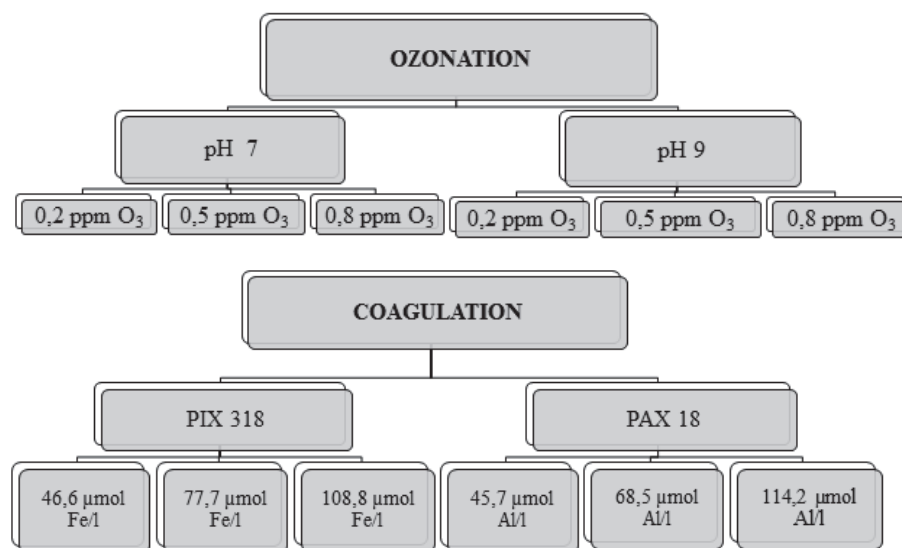 OZONATION
pH 7
pH 9
0,2 ppm O₃
0,5 ppm O₃
0,8 ppm O₃
0,2 ppm O₃
0,5 ppm O₃
0,8 ppm O₃
COAGULATION
PIX 318
PAX 18
46,6 µmol
Fe/l
77,7 µmol
Fe/l
108,8 µmol
Fe/l
45,7 µmol
Al/l
68,5 µmol
Al/l
114,2 µmol
Al/l